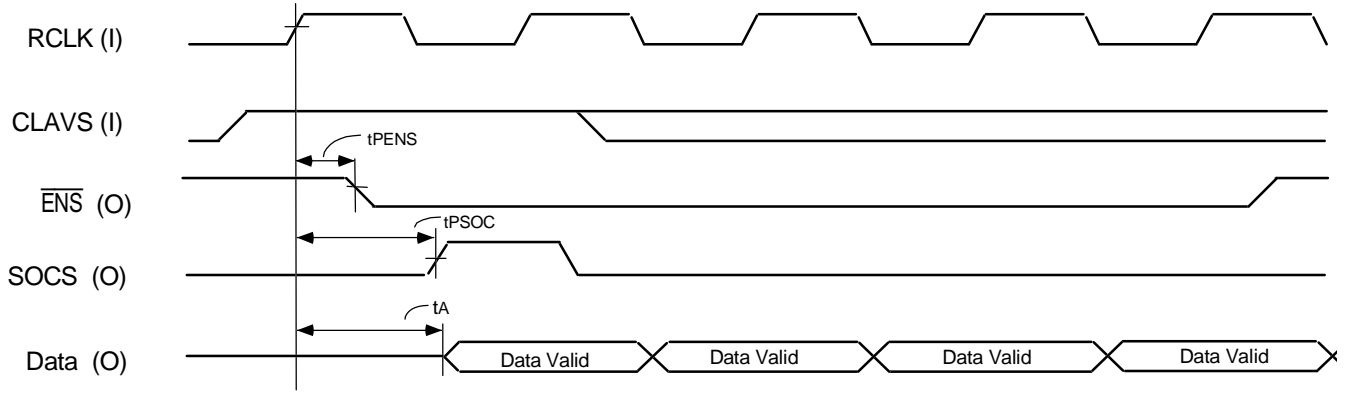 RCLK (I)
CLAVS (I)
tPENS
ENS (O)
tPSOC
SOCS (O)
tA
Data (O)
Data Valid
Data Valid
Data Valid
Data Valid